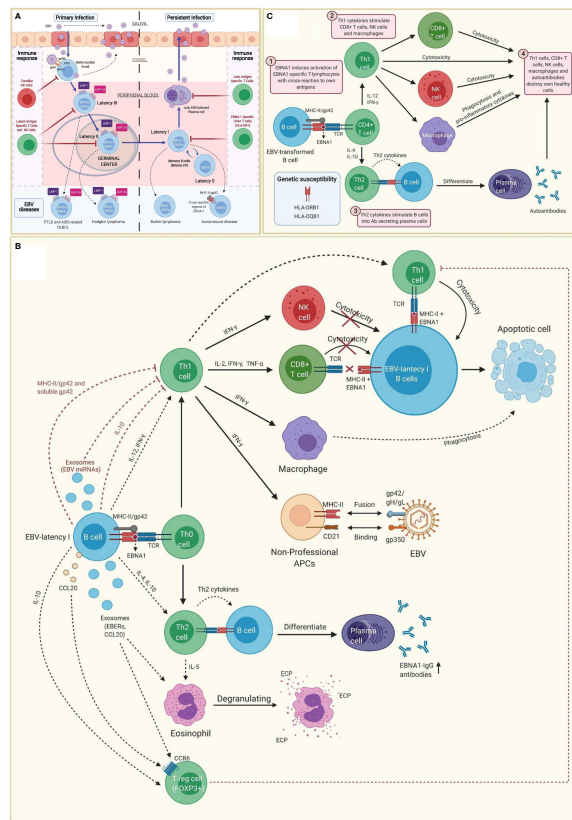 A
Primary Infection
Persistent Infection
EBV
SALIVA
Immune
response
Immune
response
TONSIL
Latency III
PERIPHERAL BLOOD
Latency II
GERMINAL
CENTER
Latency I
Latency 0
EBV
diseases
PTLD and AIDS-related
DLBCL
Hodgkin lymphoma
Burkitt lymphoma
Autoimmune disease
C
2
Th1 cytokines stimulate
CD8+ T cells, NK cells
and macrophages
CD8+
T cell
Cytotoxicity
4
1
EBNA1 induces activation of
EBNA1-specific T-lymphocytes
with cross-reaction to own
antigens
Th1
cell
Cytotoxicity
Th1 cells, CD8+ T
cells, NK cells,
macrophages and
autoantibodies
destroy own healthy
cells
NK
cell
Cytotoxicity
IL-12
IFN-γ
Phagocytosis and
pro-inflammatory cytokines
Macrophage
MHC-II/gp42
B
cell
CD4+
T cell
EBNA1
TCR
EBV-transformed
B cell
IL-4
IL-10
Th2 cytokines
Genetic susceptibility
HLA-DRB1
HLA-DQB1
Th2
cell
B cell
Differentiate
Plasma
cell
Autoantibodies
3
Th2 cytokines stimulate B cells
into Ab secreting plasma cells
B
Th1
cell
TCR
MHC-II +
EBNA1
Cytotoxicity
NK
cell
Cytotoxicity
IFN-γ
Cytotoxicity
Apoptotic cell
Th1
cell
IL-2, IFN-γ, TNF-α
CD8+
T cell
TCR
MHC-II +
EBNA1
EBV-lantecy I
B cells
MHC-II/gp42 and
soluble gp42
IL-10
IFN-γ
IL-12, IFN-γ
IFN-γ
Macrophage
Phagocytosis
Exosomes
(EBV miRNAs)
MHC-II
Fusion
gp42/
gH/gL
CD21
Binding
gp350
Non-Professional
APCs
EBV
MHC-II/gp42
EBV-latency I
B cell
Th0
cell
EBNA1
TCR
CCL20
IL-10
IL-4, IL-10
Exosomes
(EBERs,
CCL20)
Th2 cytokines
Th2
cell
B cell
Differentiate
Plasma
cell
EBNA1-IgG
antibodies
IL-5
ECP
ECP
Degranulating
ECP
Eosinophil
CCR6
T reg cell
(FOXP3+)